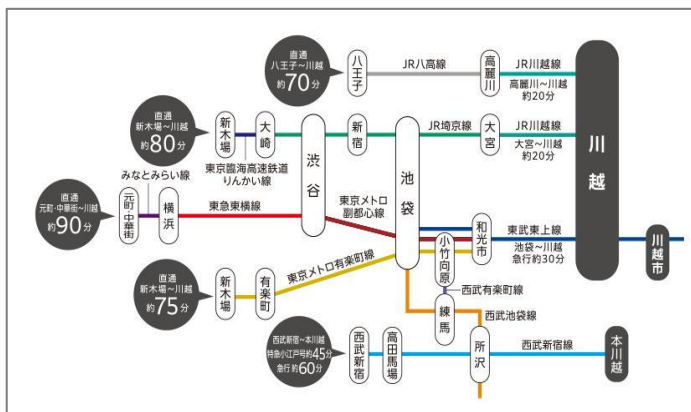 直通
八王子～川越
約70分
八王子
JR八高線
高麗川
JR川越線
高麗川～川越
約20分
川越
直通
新木場～川越
約80分
新木場
大崎
東京臨海高速鉄道
りんかい線
渋谷
新宿
池袋
JR埼京線
大宮
JR川越線
大宮～川越
約20分
みなとみらい線
直通
元町・中華街～川越
約90分
元町・中華街
横浜
東急東横線
東京メトロ
副都心線
小竹向原
和光市
東武東上線
池袋～川越
急行約30分
川越市
直通
新木場～川越
約75分
新木場
有楽町
東京メトロ有楽町線
西武有楽町線
練馬
西武池袋線
西武新宿～本川越
特急小江戸号約45分
急行 約60分
西武新宿
高田馬場
所沢
西武新宿線
本川越